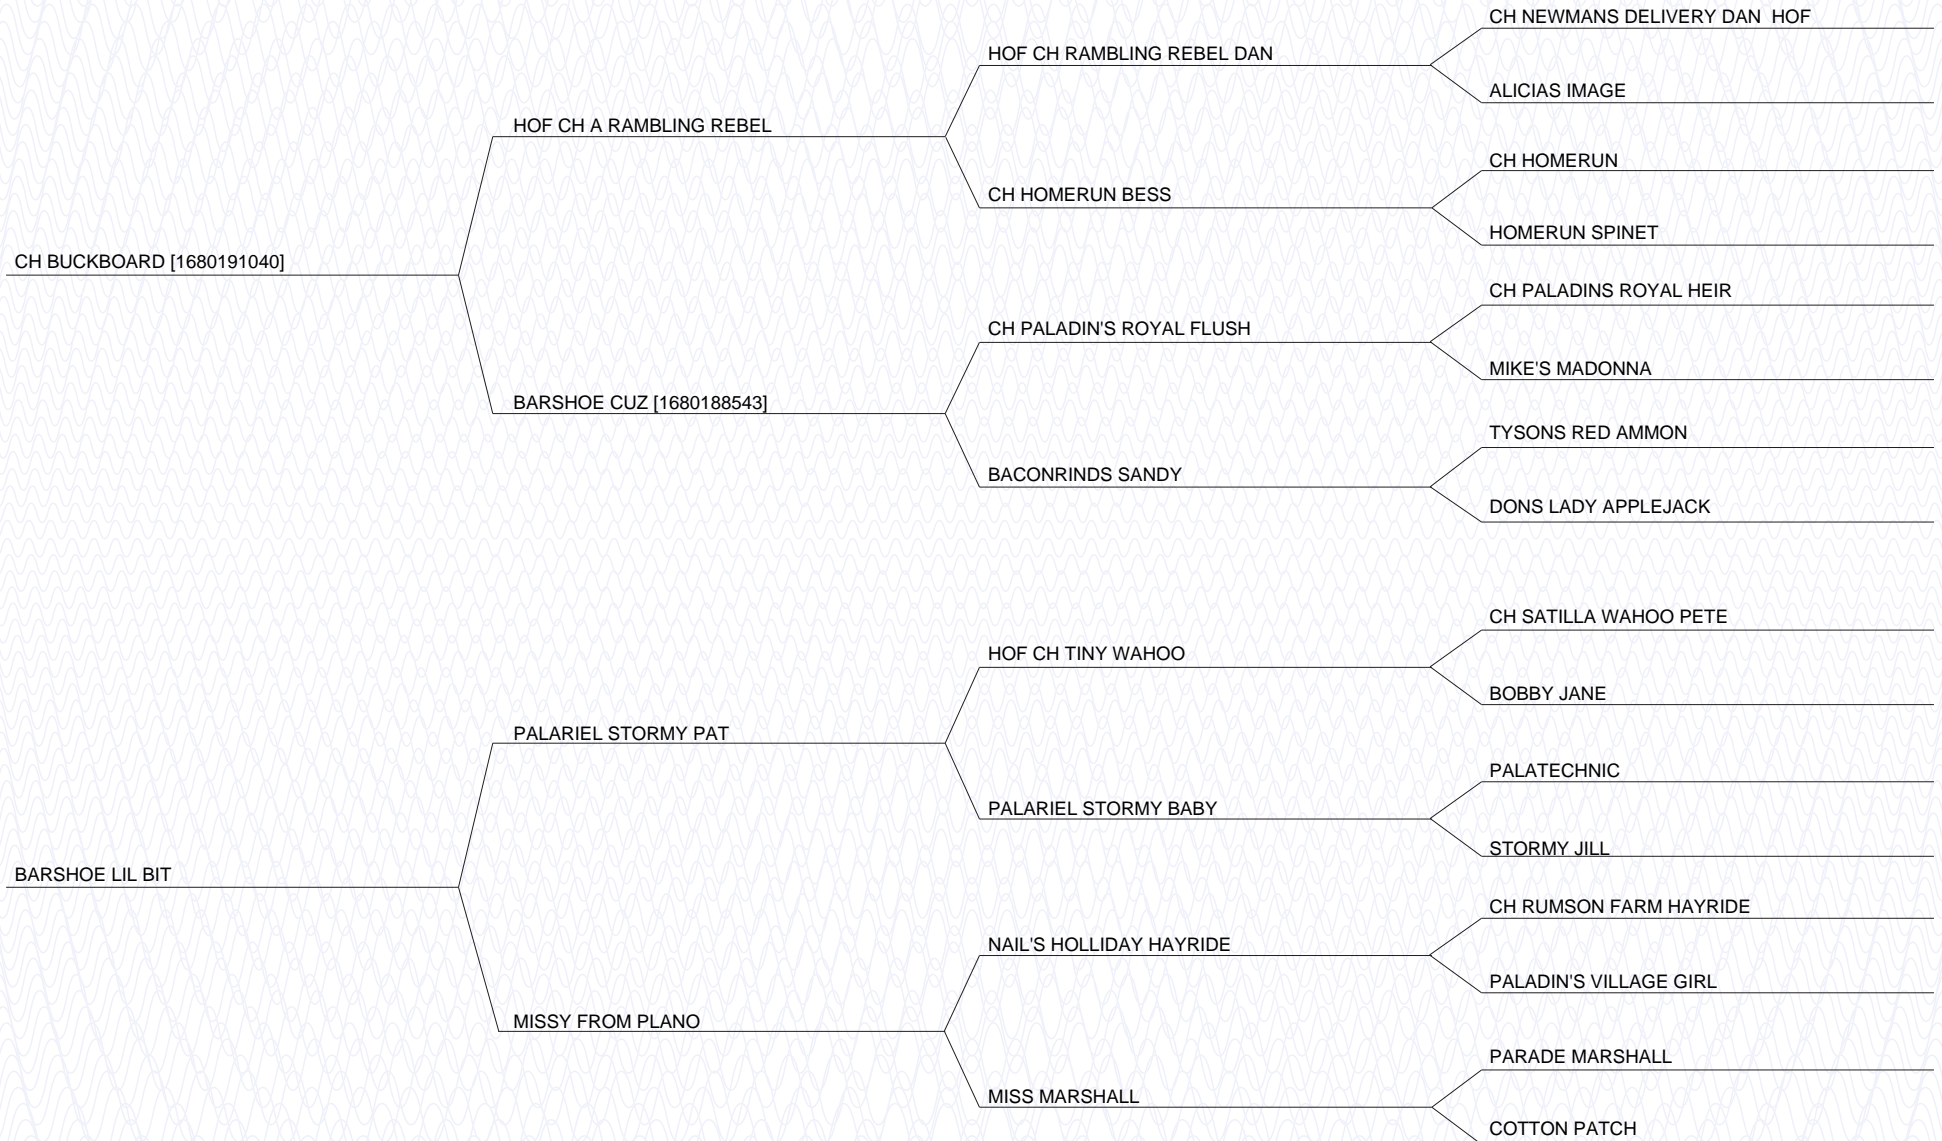 CH NEWMANS DELIVERY DAN  HOF
HOF CH RAMBLING REBEL DAN
ALICIAS IMAGE
HOF CH A RAMBLING REBEL
CH HOMERUN
CH HOMERUN BESS
HOMERUN SPINET
CH BUCKBOARD [1680191040]
CH PALADINS ROYAL HEIR
CH PALADIN'S ROYAL FLUSH
MIKE'S MADONNA
BARSHOE CUZ [1680188543]
TYSONS RED AMMON
BACONRINDS SANDY
DONS LADY APPLEJACK
CH SATILLA WAHOO PETE
HOF CH TINY WAHOO
BOBBY JANE
PALARIEL STORMY PAT
PALATECHNIC
PALARIEL STORMY BABY
STORMY JILL
BARSHOE LIL BIT
CH RUMSON FARM HAYRIDE
NAIL'S HOLLIDAY HAYRIDE
PALADIN'S VILLAGE GIRL
MISSY FROM PLANO
PARADE MARSHALL
MISS MARSHALL
COTTON PATCH